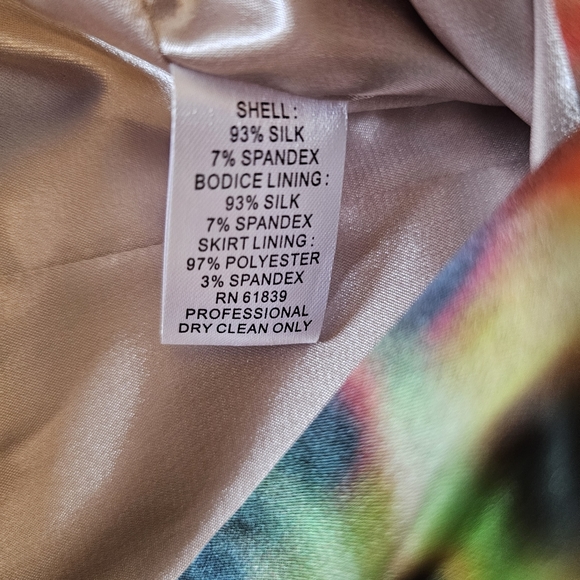 SHELL:
93% SILK
7% SPANDEX
BODICE LINING:
93% SILK
7% SPANDEX
SKIRT LINING:
97% POLYESTER
3% SPANDEX
RN 61839
PROFESSIONAL
DRY CLEAN ONLY